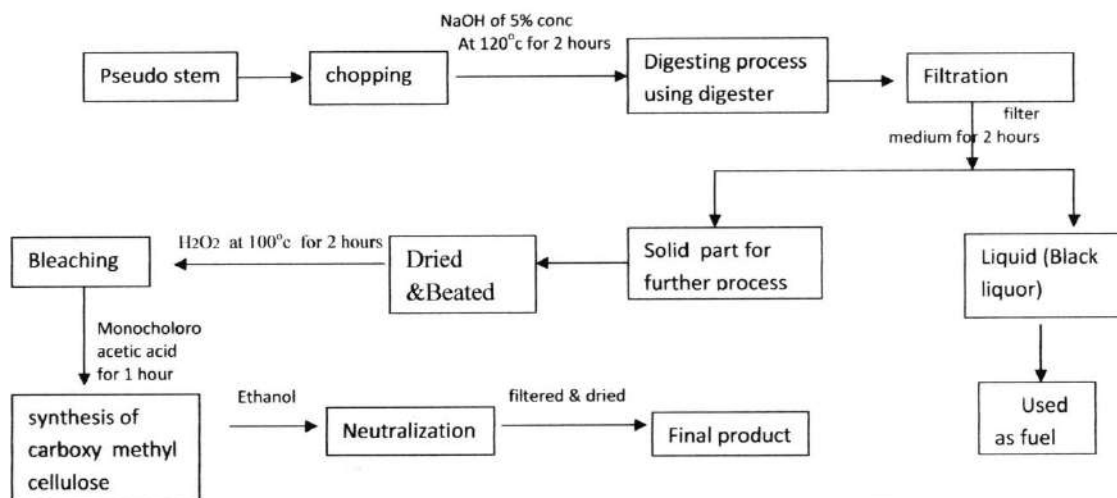 NaOH of 5% conc
At 120°c for 2 hours
Pseudo stem
chopping
Digesting process
using digester
Filtration
filter
medium for 2 hours
Solid part for
further process
Liquid (Black
liquor)
Used
as fuel
Dried
&Beated
H2O2 at 100°c for 2 hours
Bleaching
Monocholoro
acetic acid
for 1 hour
synthesis of
carboxy methyl
cellulose
Ethanol
Neutralization
filtered & dried
Final product